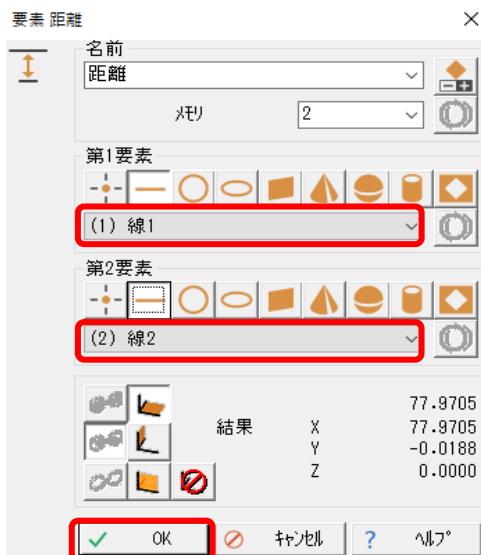 要素 距離
名前
距離
メモリ 2
第1要素
(1) 線1
第2要素
(2) 線2
77.9705
結果 X 77.9705
Y -0.0188
Z 0.0000
OK キャンセル ? ヘルプ